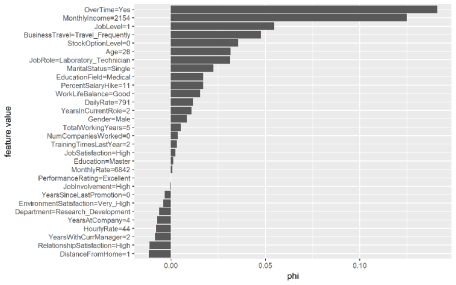 OverTime=Yes
MonthlyIncome=2154
JobLevel=1
BusinessTravel=Travel_Frequently
StockOptionLevel=0
Age=28
JobRole=Laboratory_Technician
MaritalStatus=Single
EducationField=Medical
PercentSalaryHike=11
WorkLifeBalance=Good
DailyRate=791
YearsInCurrentRole=2
Gender=Male
TotalWorkingYears=5
NumCompaniesWorked=0
TrainingTimesLastYear=2
JobSatisfaction=High
Education=Master
MonthlyRate=6842
PerformanceRating=Excellent
JobInvolvement=High
YearsSinceLastPromotion=0
EnvironmentSatisfaction=Very_High
Department=Research_Development
YearsAtCompany=4
HourlyRate=44
YearsWithCurrManager=2
RelationshipSatisfaction=High
DistanceFromHome=1
feature value
0.00 0.05 0.10
phi